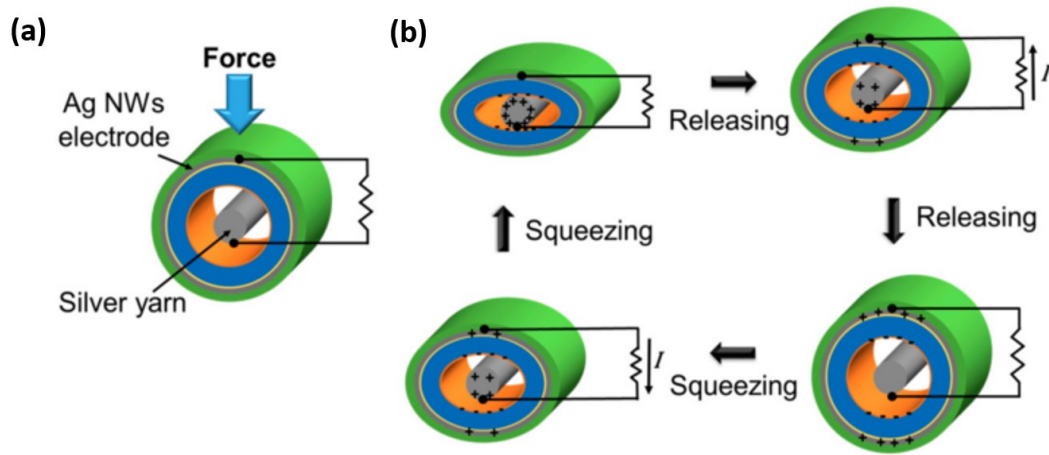 (a)
Force
Ag NWs
electrode
Silver yarn
(b)
Releasing
I
Releasing
Squeezing
I
Squeezing